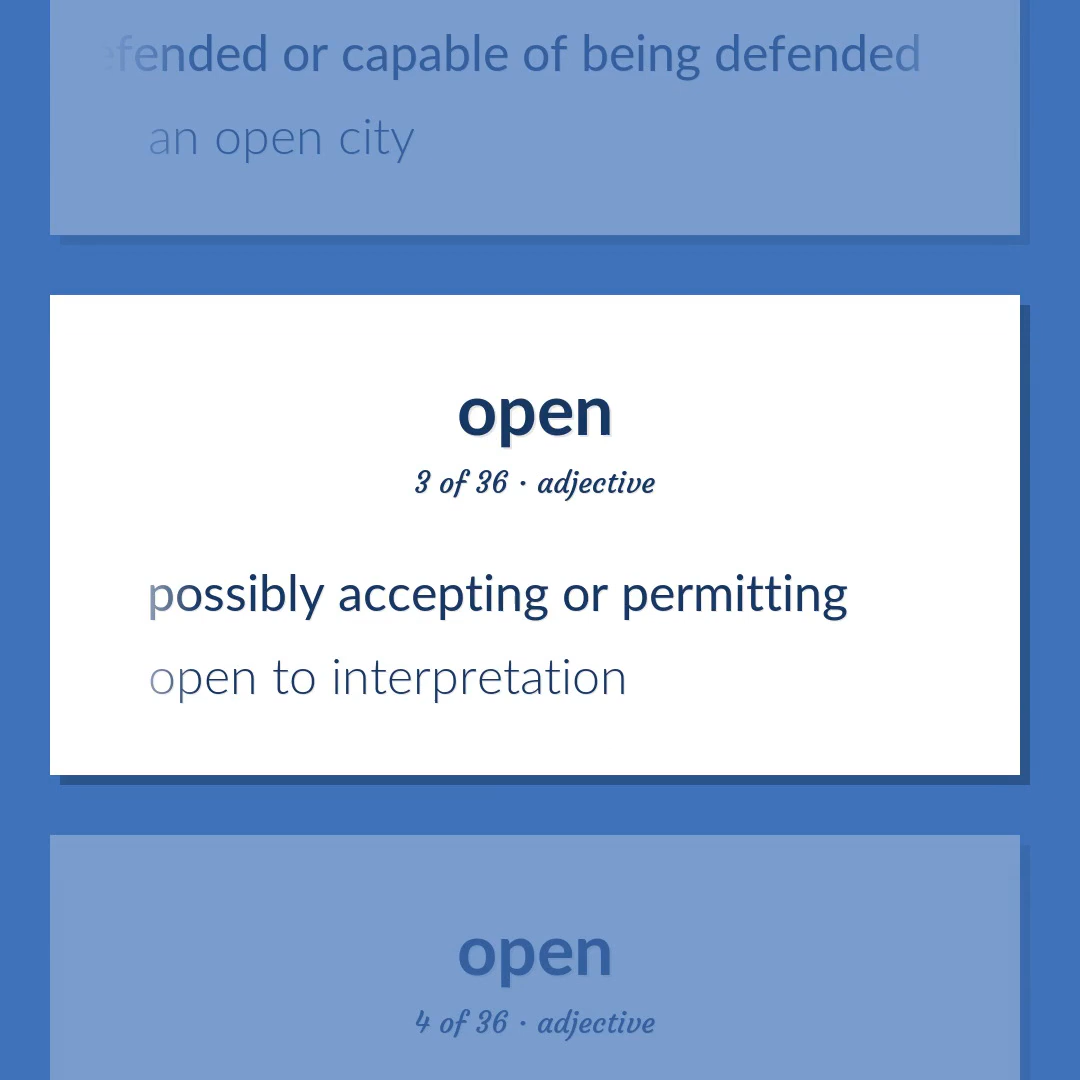 efended or capable of being defended
an open city
open
3 of 36 · adjective
possibly accepting or permitting
open to interpretation
open
4 of 36 · adjective